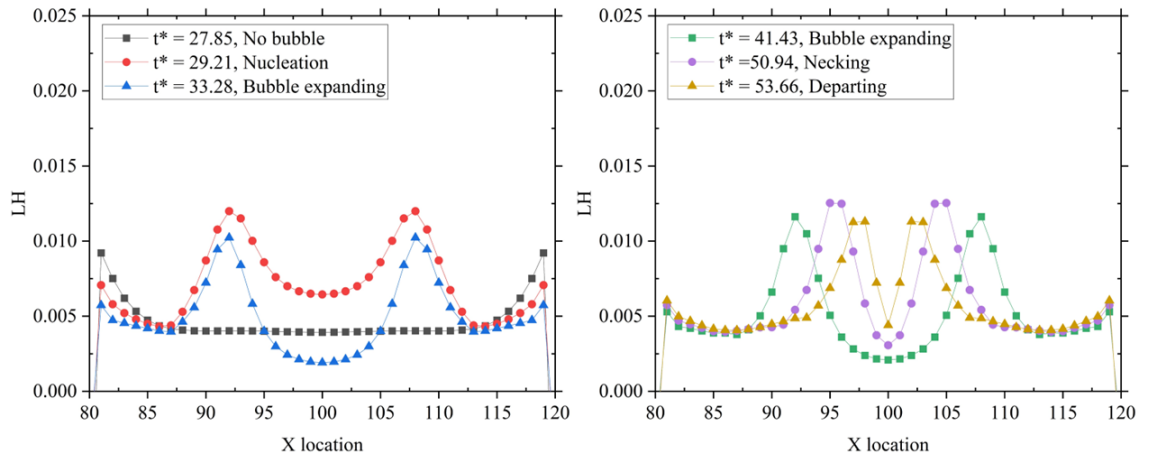 0.025
0.020
0.015
0.010
0.005
0.000
LH
t* = 27.85, No bubble
t* = 29.21, Nucleation
t* = 33.28, Bubble expanding
80 85 90 95 100 105 110 115 120
X location
0.025
0.020
0.015
0.010
0.005
0.000
LH
t* = 41.43, Bubble expanding
t* =50.94, Necking
t* = 53.66, Departing
80 85 90 95 100 105 110 115 120
X location